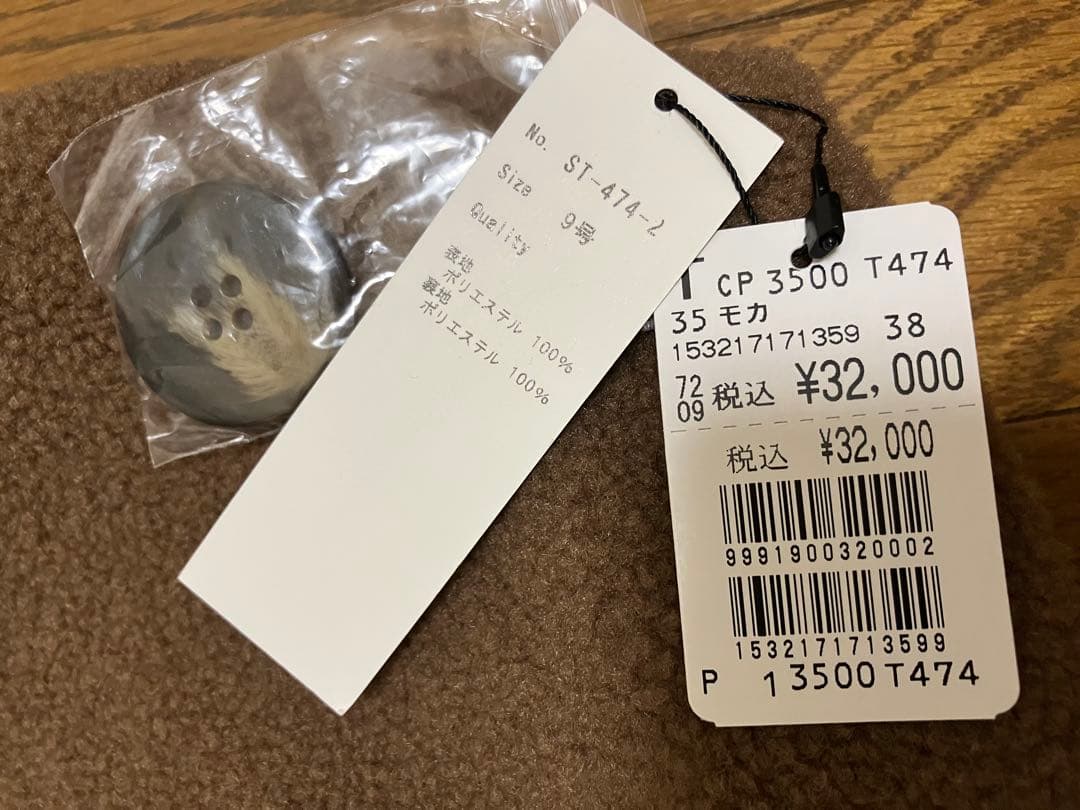 No. ST-474-2
Size 9号
Quality
表地
ポリエステル 100%
裏地
ポリエステル 100%
T CP 3500 T474
35 モカ
153217171359 38
72
09 税込 ¥32,000
税込 ¥32,000
9991900320002
1532171713599
P 1 3500 T474